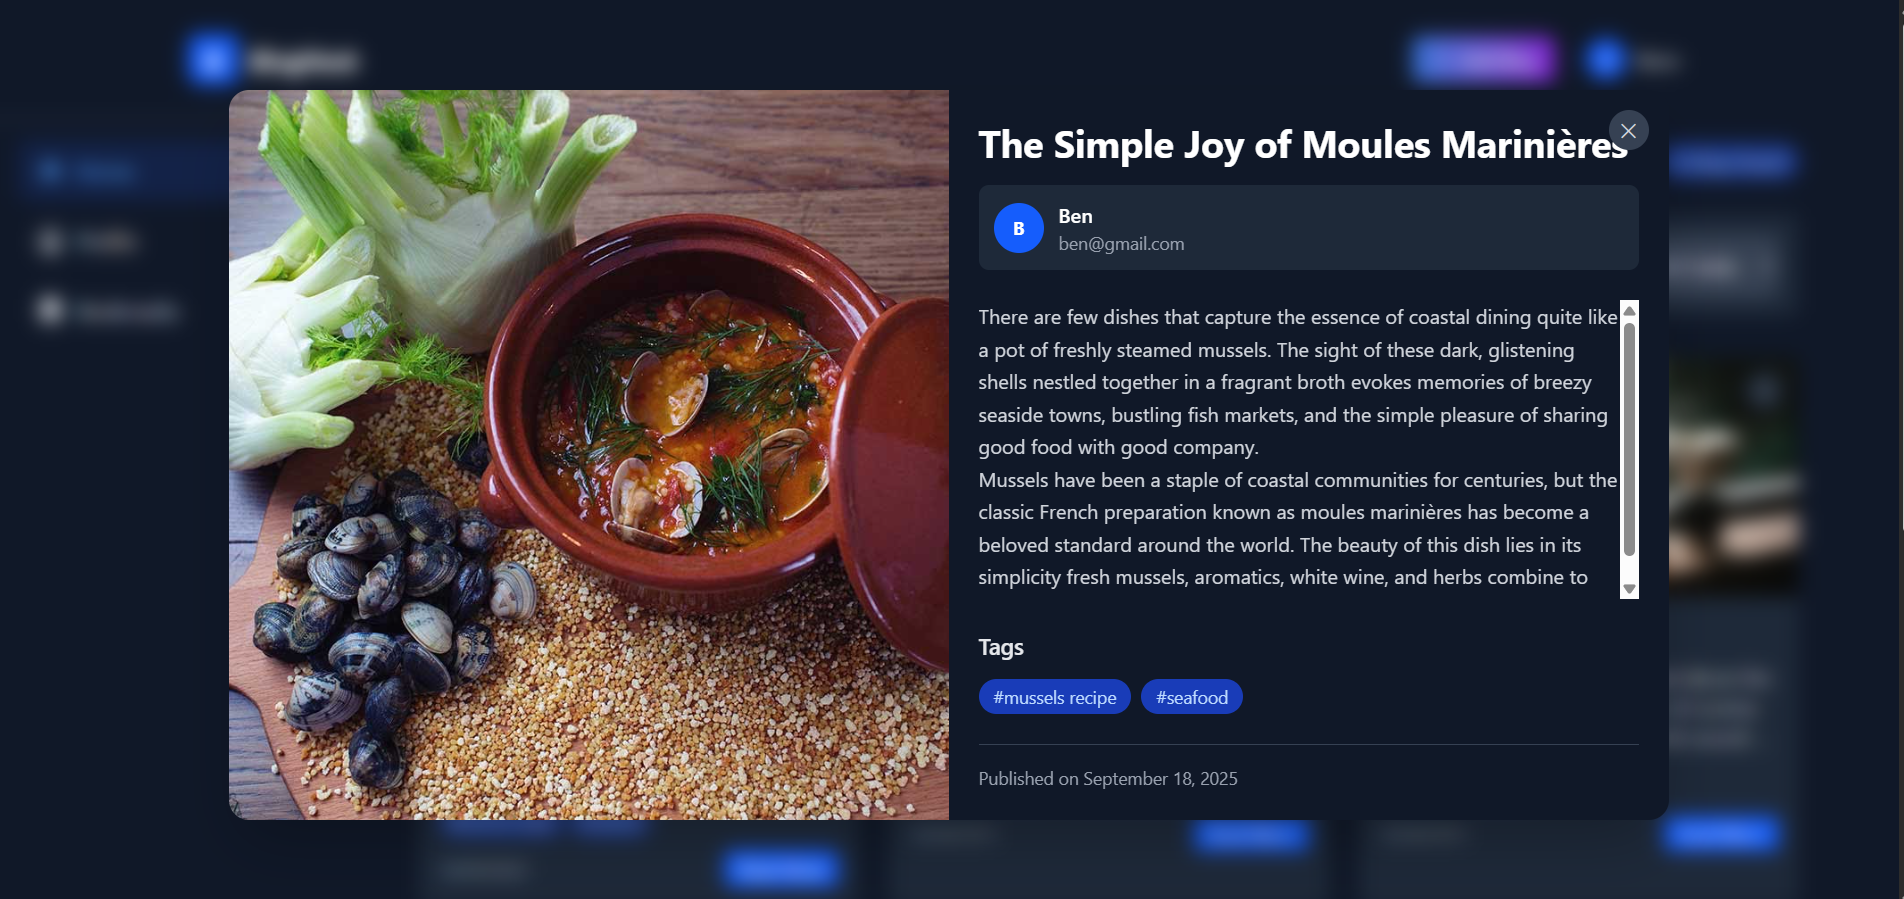 The Simple Joy of Moules Marinières
B
Ben
ben@gmail.com
There are few dishes that capture the essence of coastal dining quite like
a pot of freshly steamed mussels. The sight of these dark, glistening
shells nestled together in a fragrant broth evokes memories of breezy
seaside towns, bustling fish markets, and the simple pleasure of sharing
good food with good company.
Mussels have been a staple of coastal communities for centuries, but the
classic French preparation known as moules marinières has become a
beloved standard around the world. The beauty of this dish lies in its
simplicity fresh mussels, aromatics, white wine, and herbs combine to
Tags
#mussels recipe
#seafood
Published on September 18, 2025